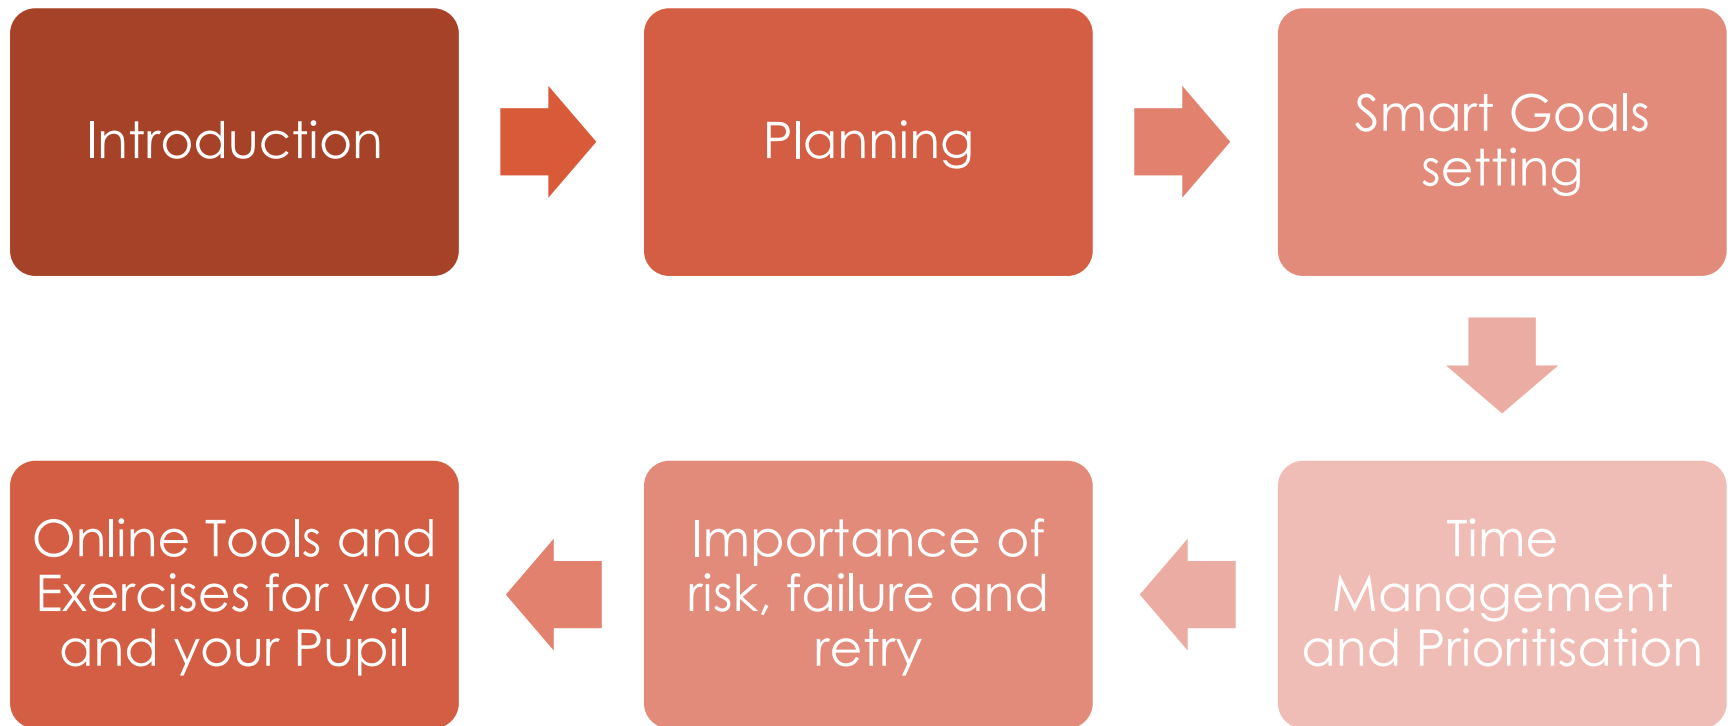 Introduction
Planning
Smart Goals
setting
Time
Management
and Prioritisation
Importance of
risk, failure and
retry
Online Tools and
Exercises for you
and your Pupil